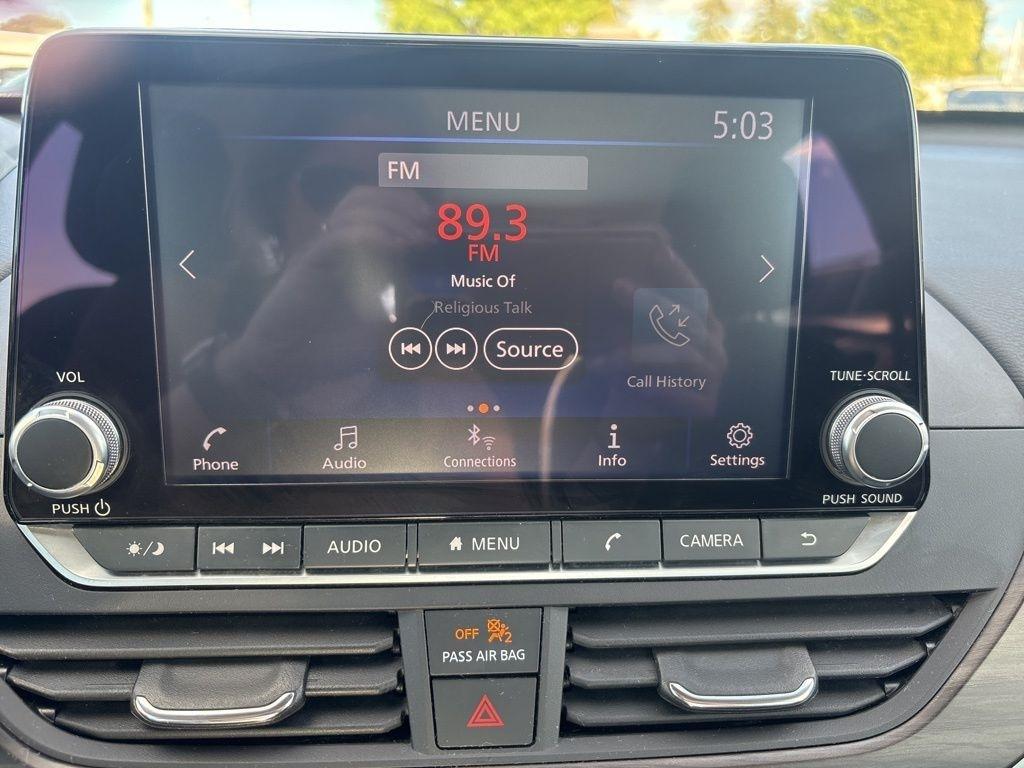 MENU
5:03
FM
89.3
FM
Music Of
Religious Talk
Source
Call History
VOL
TUNE·SCROLL
Phone
Audio
Connections
Info
Settings
PUSH
PUSH SOUND
AUDIO
MENU
CAMERA
OFF 2
PASS AIR BAG